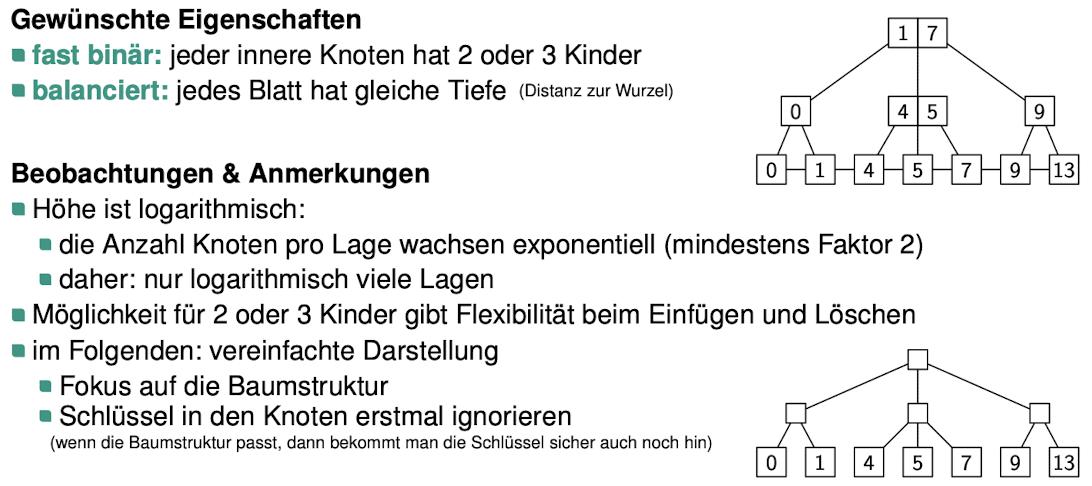 Gewünschte Eigenschaften
fast binär: jeder innere Knoten hat 2 oder 3 Kinder
balanciert: jedes Blatt hat gleiche Tiefe (Distanz zur Wurzel)
1 7
0 4 5 9
0 1 4 5 7 9 13
Beobachtungen & Anmerkungen
Höhe ist logarithmisch:
die Anzahl Knoten pro Lage wachsen exponentiell (mindestens Faktor 2)
daher: nur logarithmisch viele Lagen
Möglichkeit für 2 oder 3 Kinder gibt Flexibilität beim Einfügen und Löschen
im Folgenden: vereinfachte Darstellung
Fokus auf die Baumstruktur
Schlüssel in den Knoten erstmal ignorieren
(wenn die Baumstruktur passt, dann bekommt man die Schlüssel sicher auch noch hin)
0 1 4 5 7 9 13